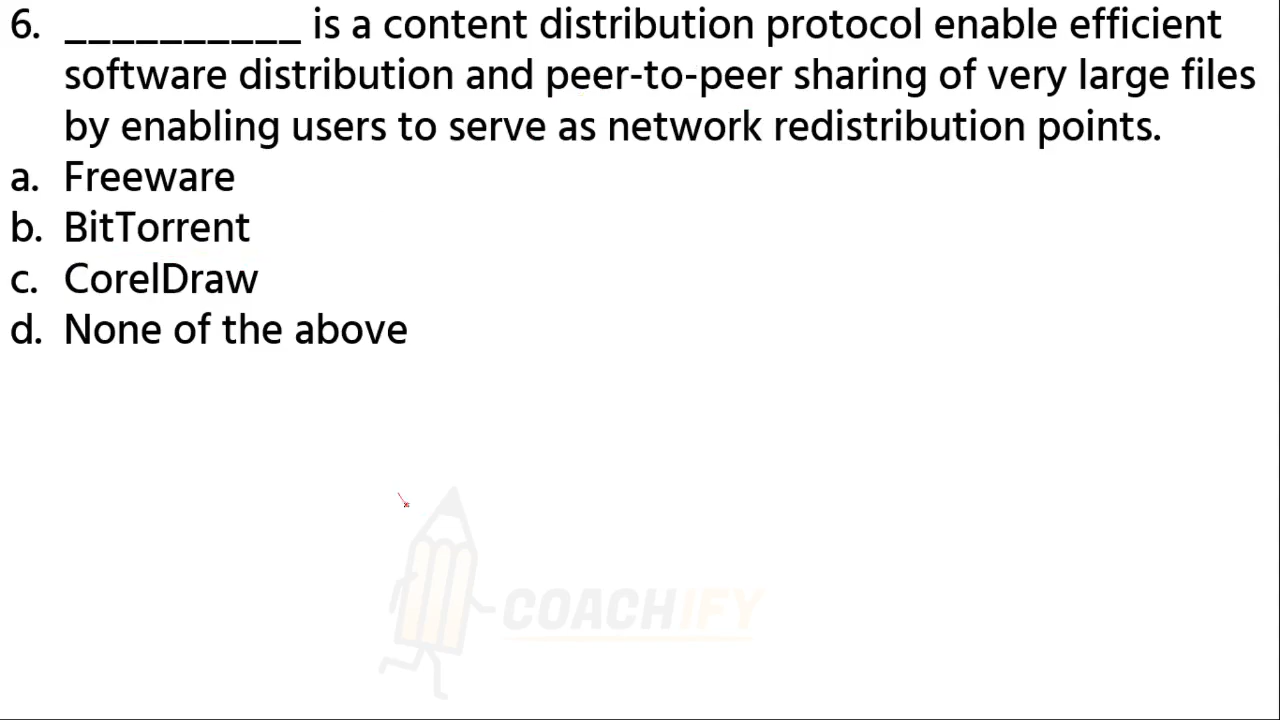 6. __________ is a content distribution protocol enable efficient
software distribution and peer-to-peer sharing of very large files
by enabling users to serve as network redistribution points.
a. Freeware
b. BitTorrent
c. CorelDraw
d. None of the above
COACHIFY